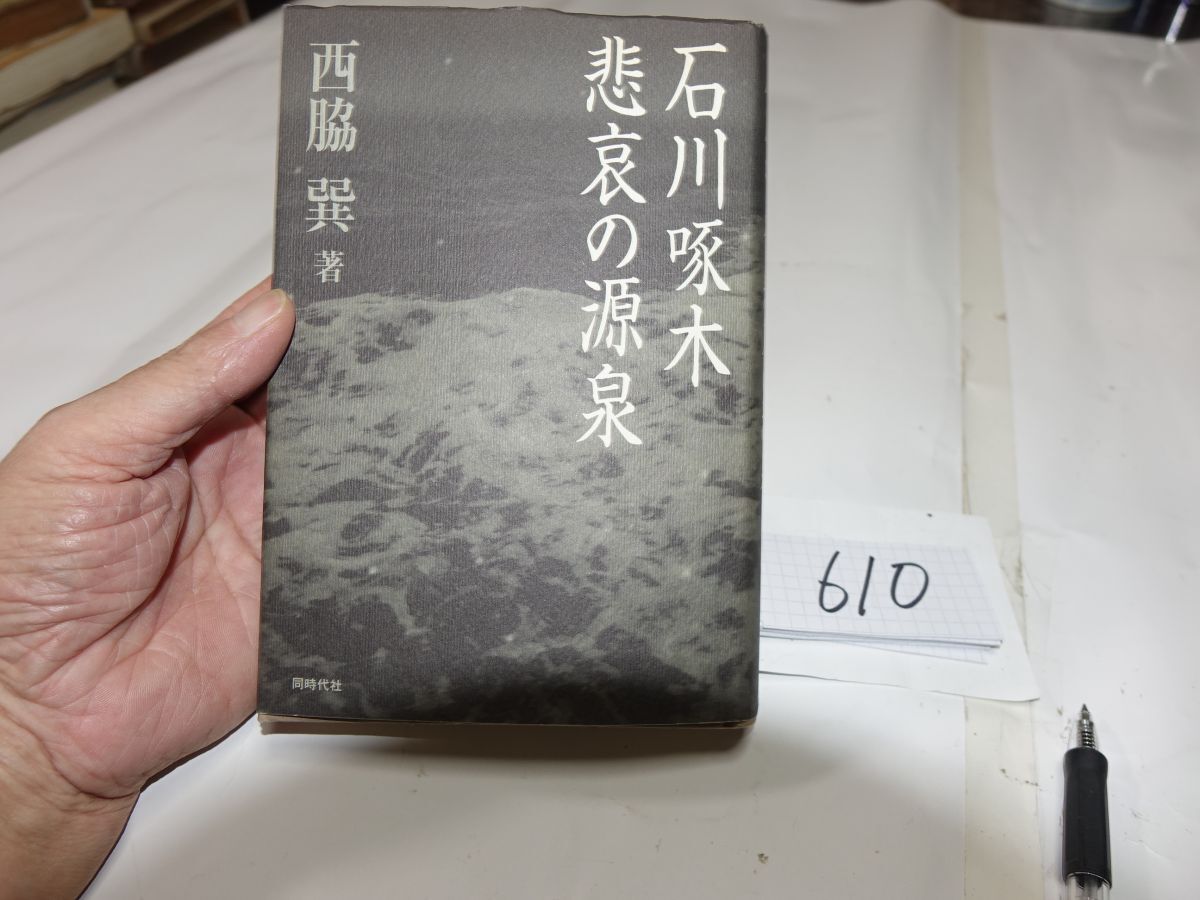 石川啄木
悲哀の源泉
西脇 巽 著
同時代社
610